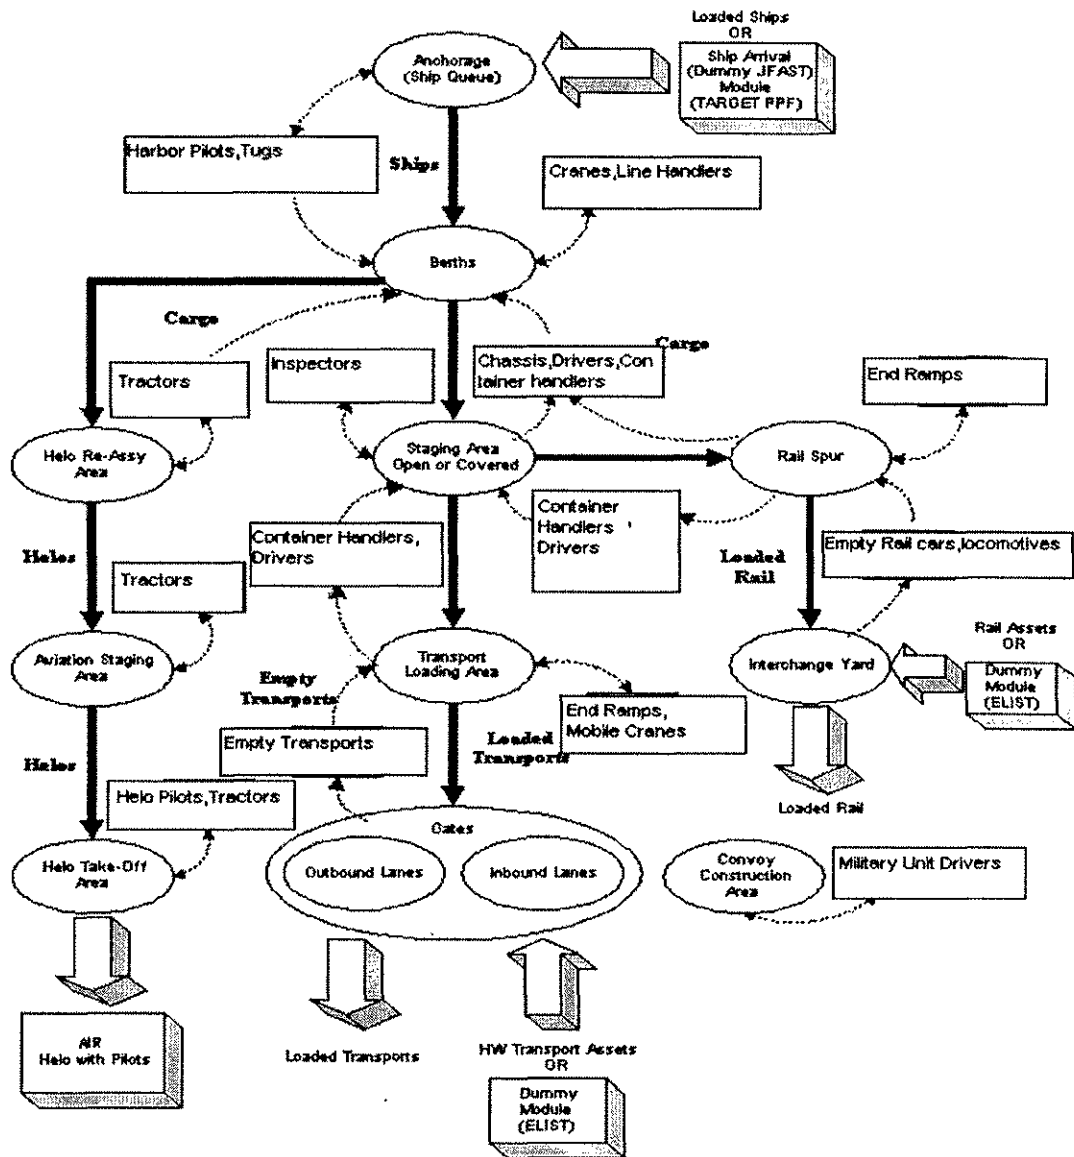 Loaded Ships
OR
Ship Arrival
(Dummy JFAST)
Module
(TARGET PPF)
Anchorage
(Ship Queue)
Harbor Pilots,Tugs
Ships
Cranes,Line Handlers
Berths
Cargo
Tractors
Inspectors
Cargo
Chassis,Drivers,Con
tainer handlers
End Ramps
Helo Re-Assy
Area
Staging Area
Open or Covered
Rail Spur
Helos
Container Handlers,
Drivers
Container
Handlers
Drivers
Loaded
Rail
Empty Rail cars,locomotives
Tractors
Aviation Staging
Area
Empty
Transports
Transport
Loading Area
Interchange Yard
Rail Assets
OR
Dummy
Module
(ELIST)
End Ramps,
Mobile Cranes
Empty Transports
Loaded
Transports
Helos
Helo Pilots,Tractors
Loaded Rail
Gates
Helo Take-Off
Area
Outbound Lanes
Inbound Lanes
Convoy
Construction
Area
Military Unit Drivers
AIR
Helo with Pilots
Loaded Transports
HW Transport Assets
OR
Dummy
Module
(ELIST)